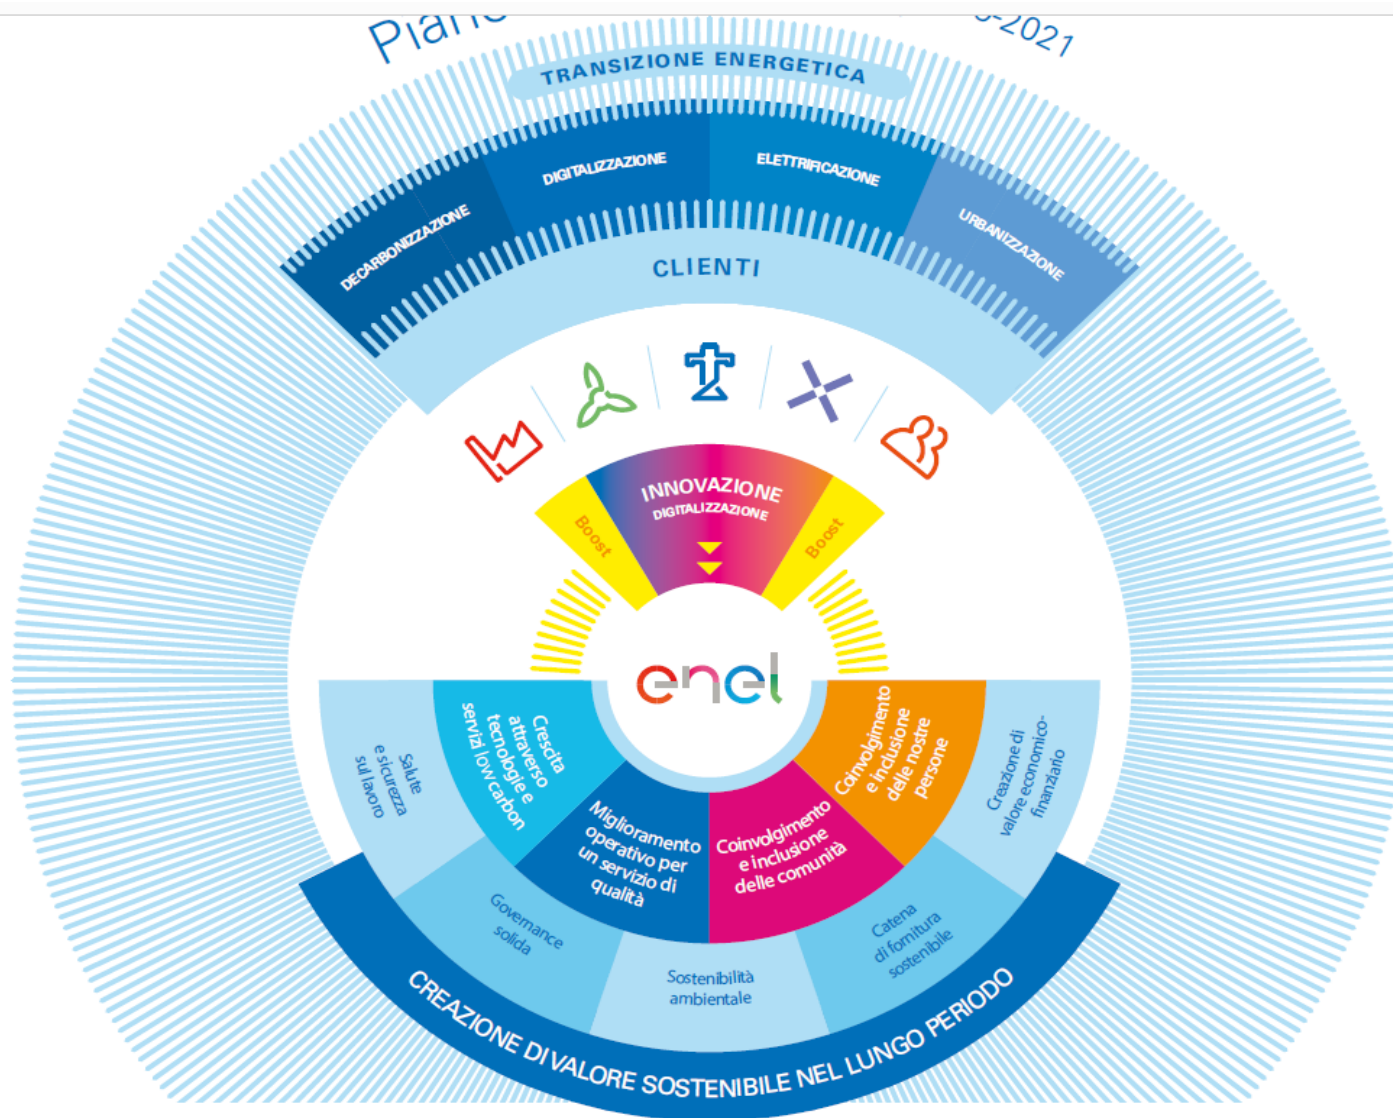 TRANSIZIONE ENERGETICA
DECARBONIZZAZIONE
DIGITALIZZAZIONE
ELETTRIFICAZIONE
URBANIZZAZIONE
CLIENTI
INNOVAZIONE
DIGITALIZZAZIONE
Boost
Boost
enel
Crescita
attraverso
tecnologie e
servizi low carbon
Miglioramento
operativo per
un servizio di
qualità
Coinvolgimento
e inclusione
delle comunità
Coinvolgimento
e inclusione
delle nostre
persone
Salute
e sicurezza
sul lavoro
Governance
solida
Sostenibilità
ambientale
Catena
di fornitura
sostenibile
Creazione di
valore economico-
finanziario
CREAZIONE DI VALORE SOSTENIBILE NEL LUNGO PERIODO